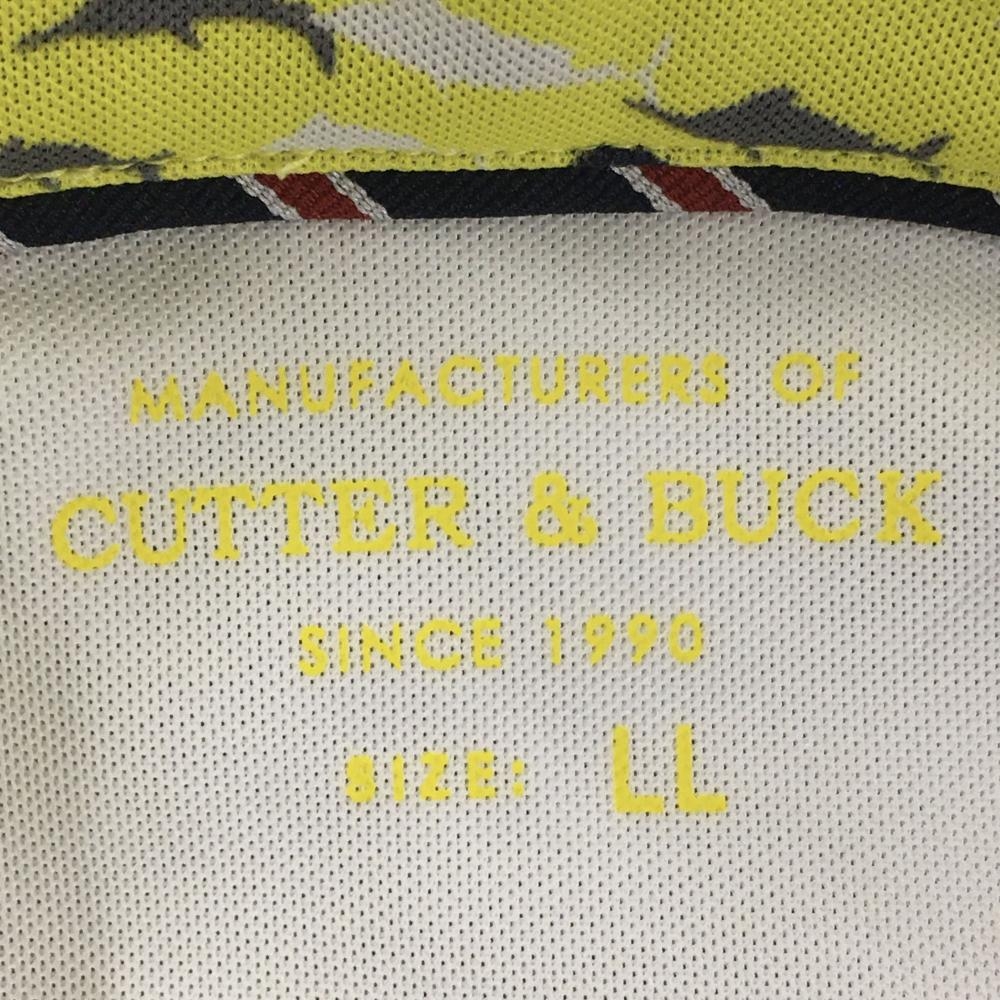 MANUFACTURERS OF
CUTTER & BUCK
SINCE 1990
SIZE: LL